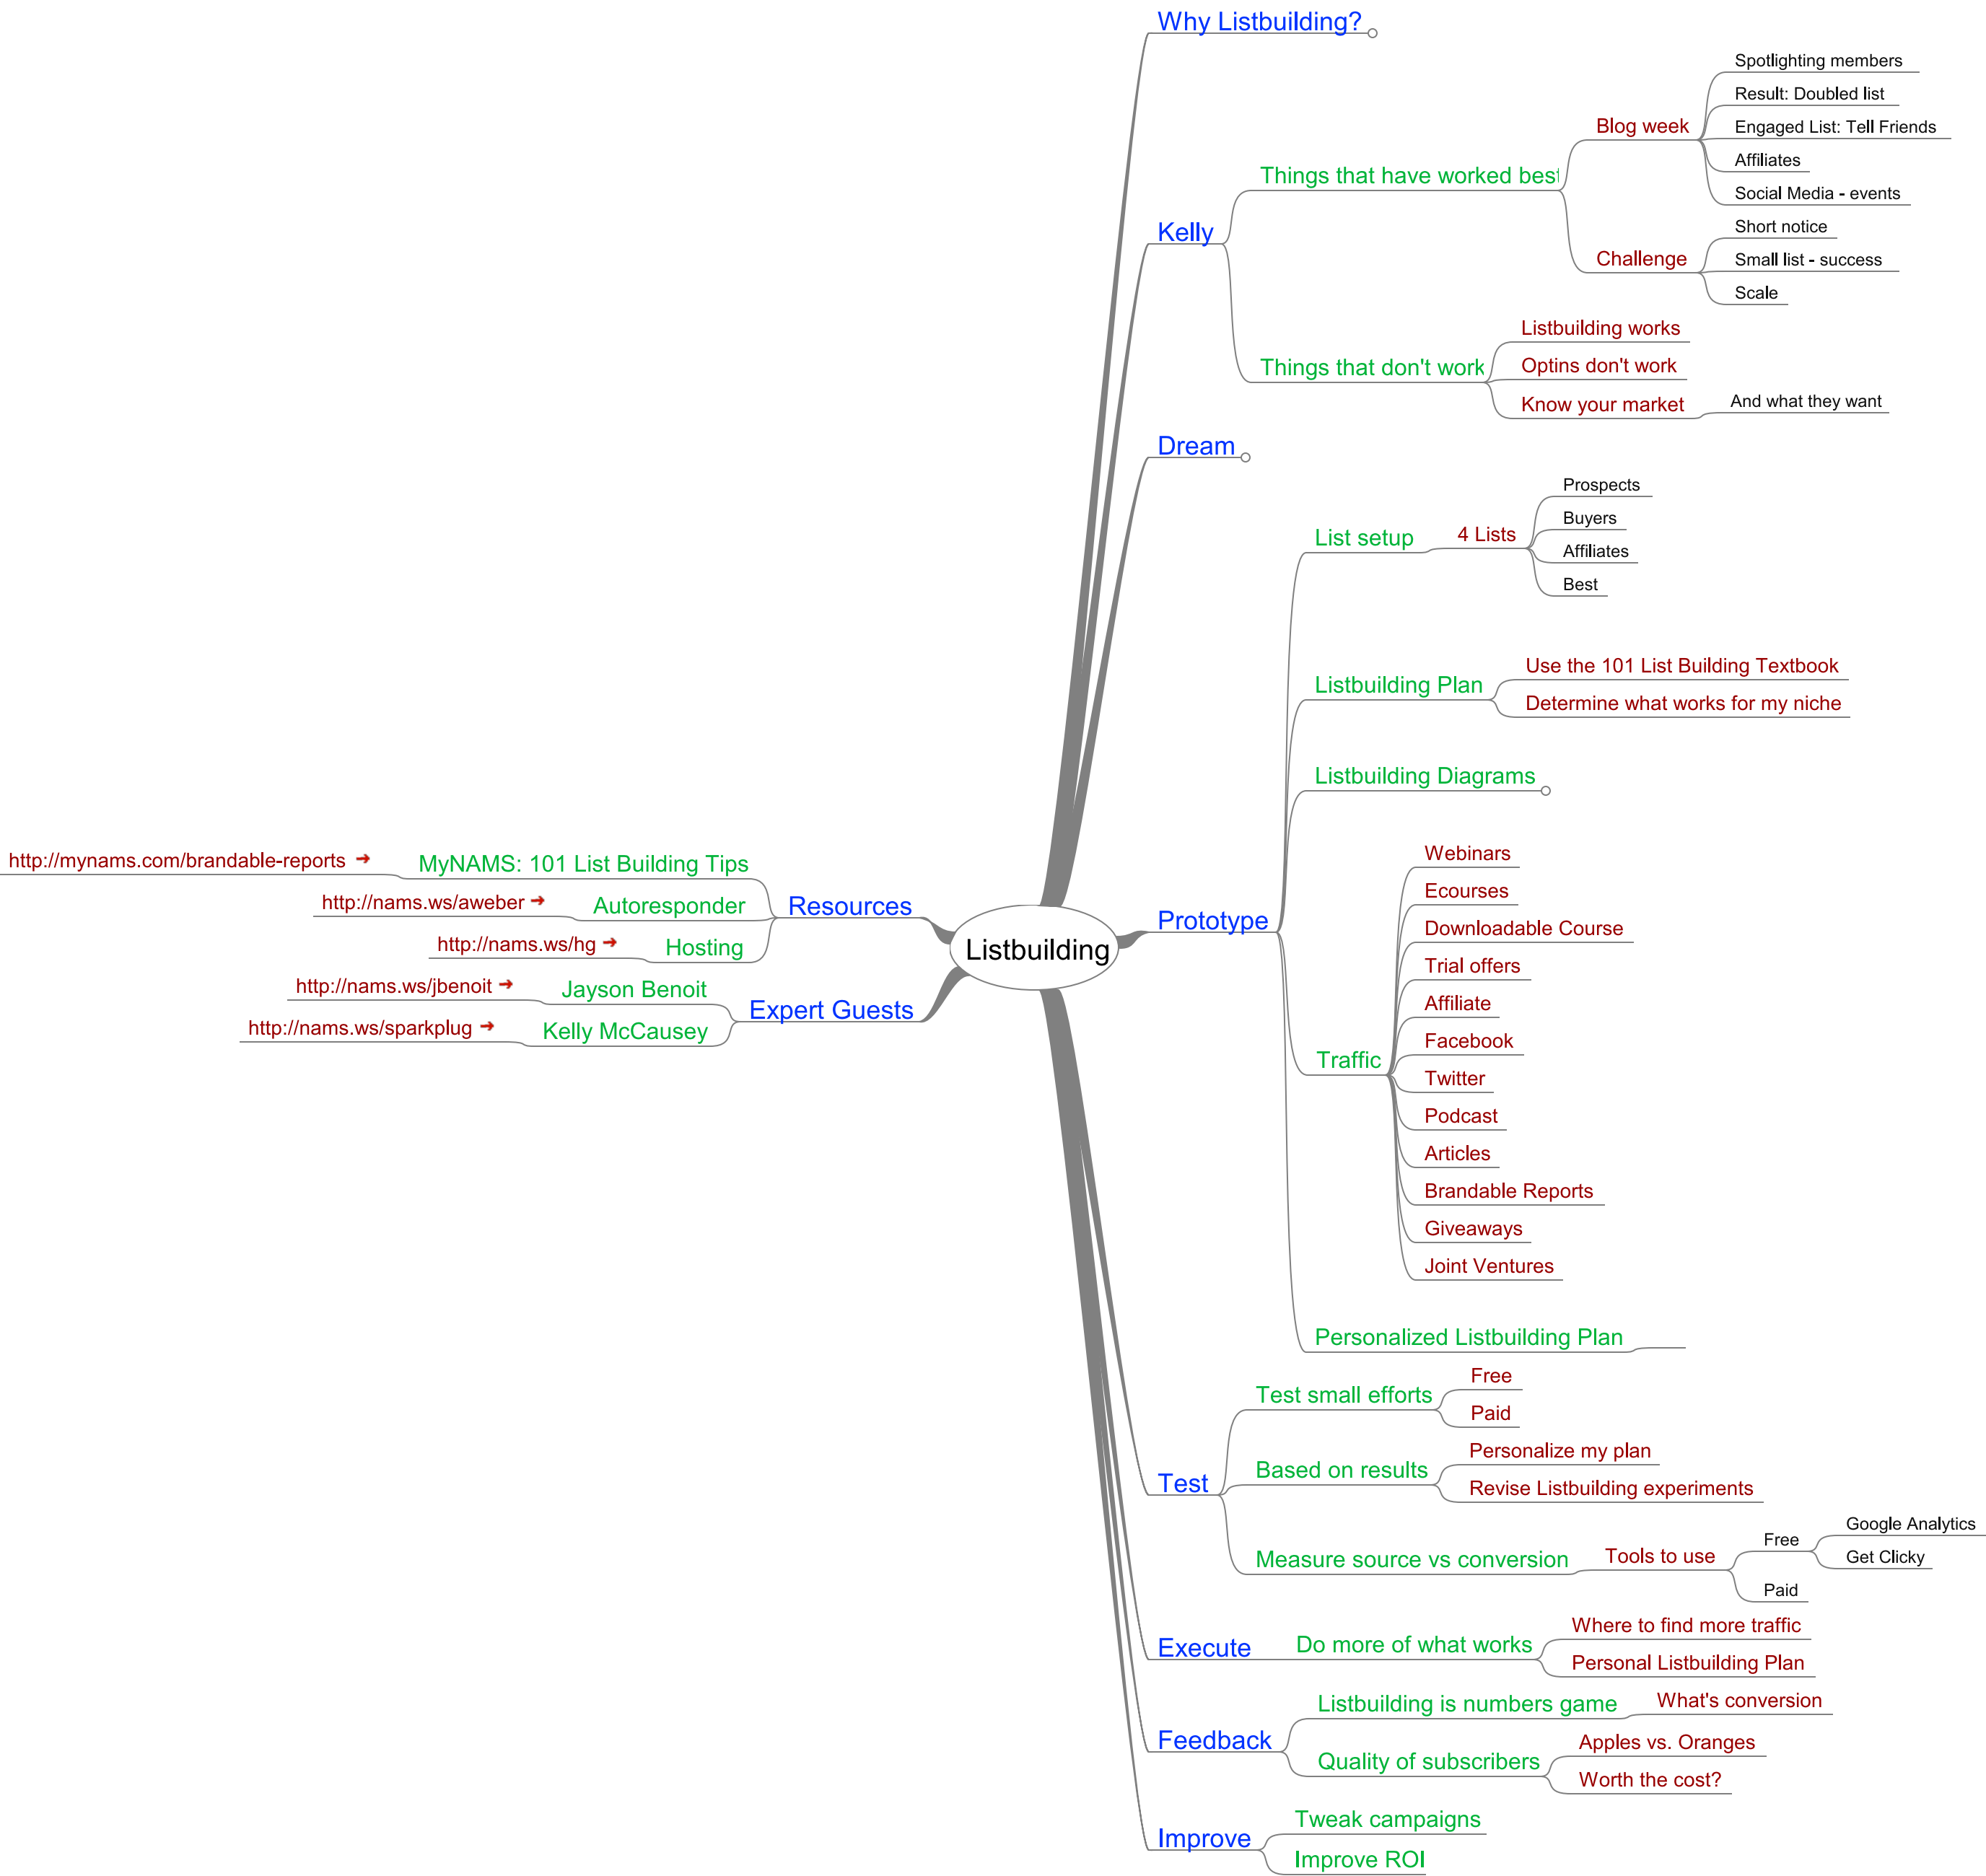 Why Listbuilding?
Spotlighting members
Result: Doubled list
Blog week
Engaged List: Tell Friends
Affiliates
Things that have worked best
Social Media - events
Kelly
Short notice
Challenge
Small list - success
Scale
Listbuilding works
Things that don't work
Optins don't work
Know your market
And what they want
Dream
Prospects
Buyers
List setup
4 Lists
Affiliates
Best
Use the 101 List Building Textbook
Listbuilding Plan
Determine what works for my niche
Listbuilding Diagrams
Webinars
http://mynams.com/brandable-reports
MyNAMS: 101 List Building Tips
Ecourses
http://nams.ws/aweber
Autoresponder
Resources
Prototype
Downloadable Course
http://nams.ws/hg
Hosting
Listbuilding
Trial offers
http://nams.ws/jbenoit
Jayson Benoit
Expert Guests
Affiliate
http://nams.ws/sparkplug
Kelly McCausey
Facebook
Traffic
Twitter
Podcast
Articles
Brandable Reports
Giveaways
Joint Ventures
Personalized Listbuilding Plan
Test small efforts
Free
Paid
Test
Based on results
Personalize my plan
Revise Listbuilding experiments
Measure source vs conversion
Tools to use
Free
Google Analytics
Get Clicky
Paid
Execute
Do more of what works
Where to find more traffic
Personal Listbuilding Plan
Feedback
Listbuilding is numbers game
What's conversion
Quality of subscribers
Apples vs. Oranges
Worth the cost?
Improve
Tweak campaigns
Improve ROI